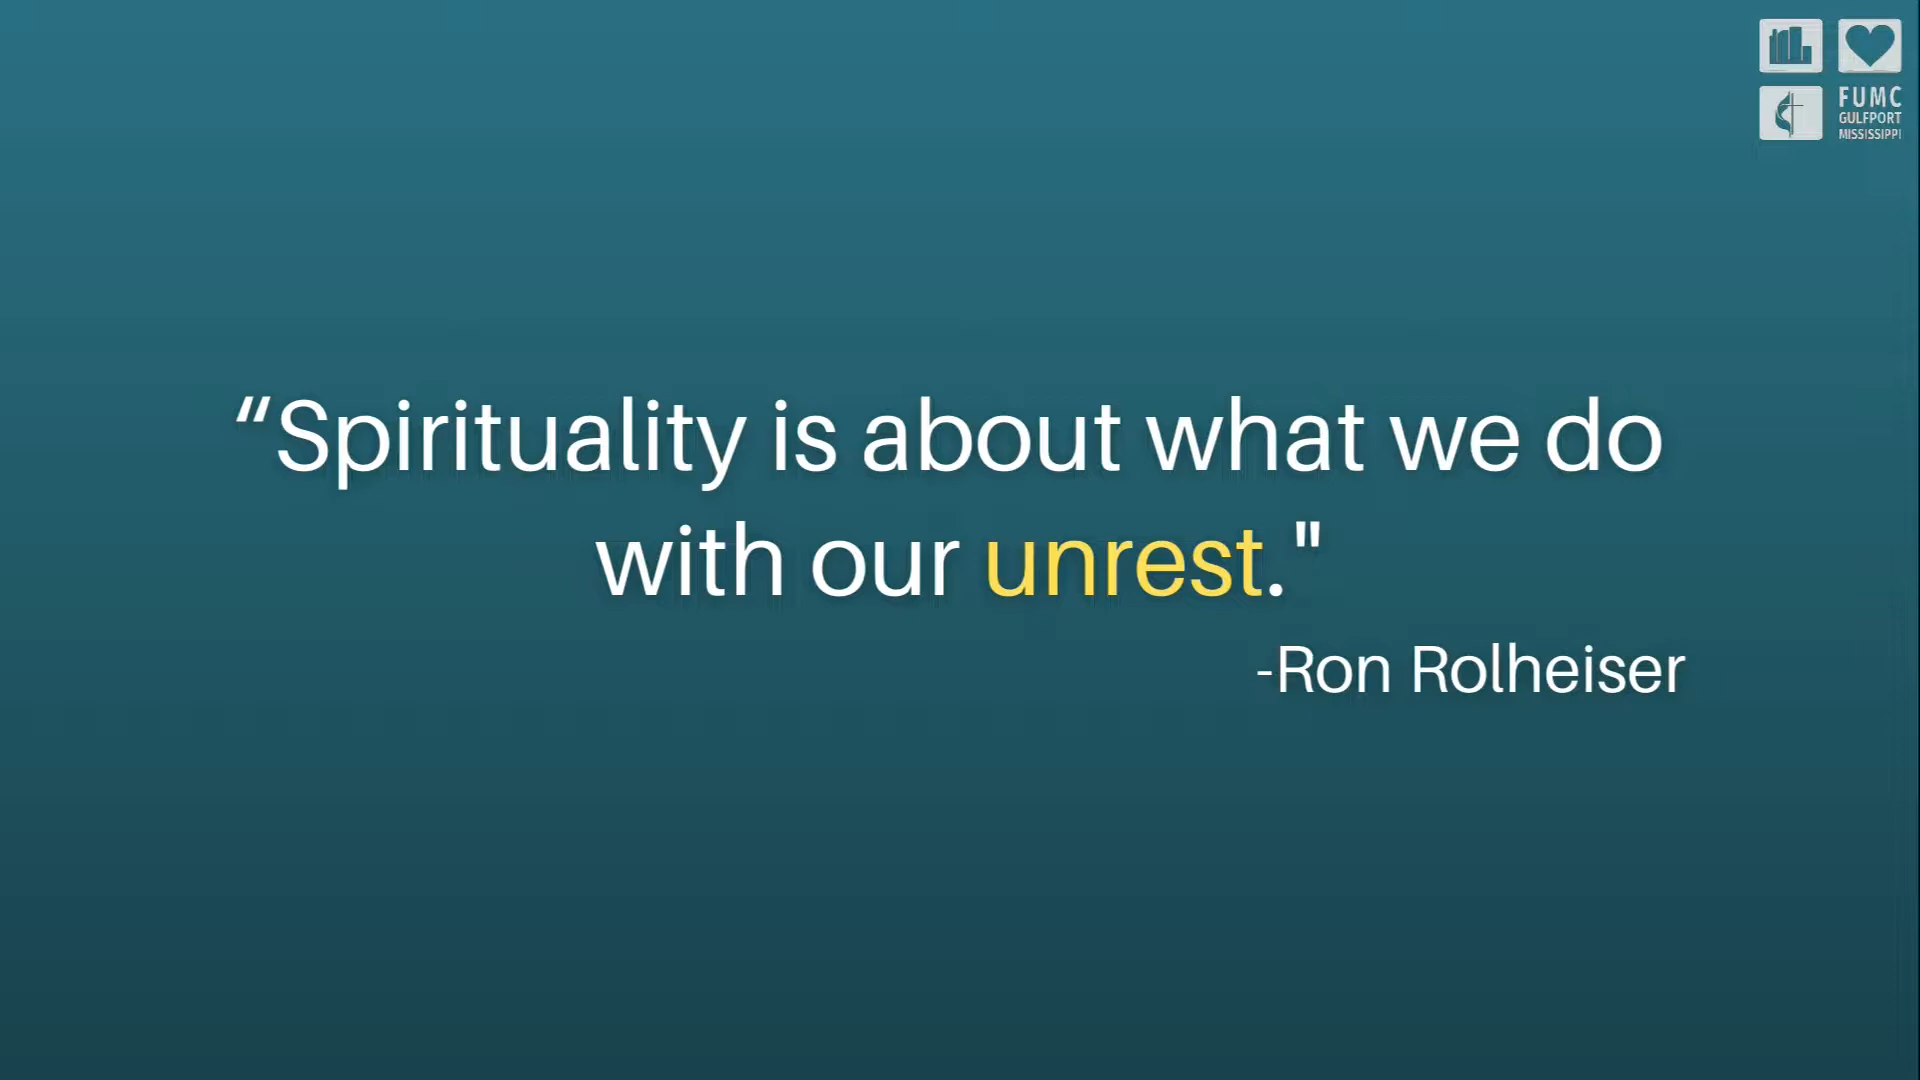 FUMC
GULFPORT
MISSISSIPPI
“Spirituality is about what we do
with our unrest."
-Ron Rolheiser